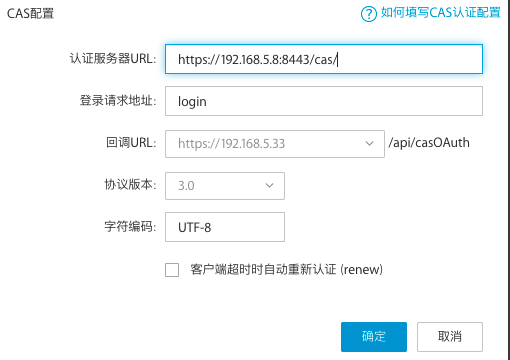 CAS配置
如何填写CAS认证配置
认证服务器URL: https://192.168.5.8:8443/cas/
登录请求地址: login
回调URL: https://192.168.5.33 /api/casOAuth
协议版本: 3.0
字符编码: UTF-8
客户端超时时自动重新认证 (renew)
确定 取消